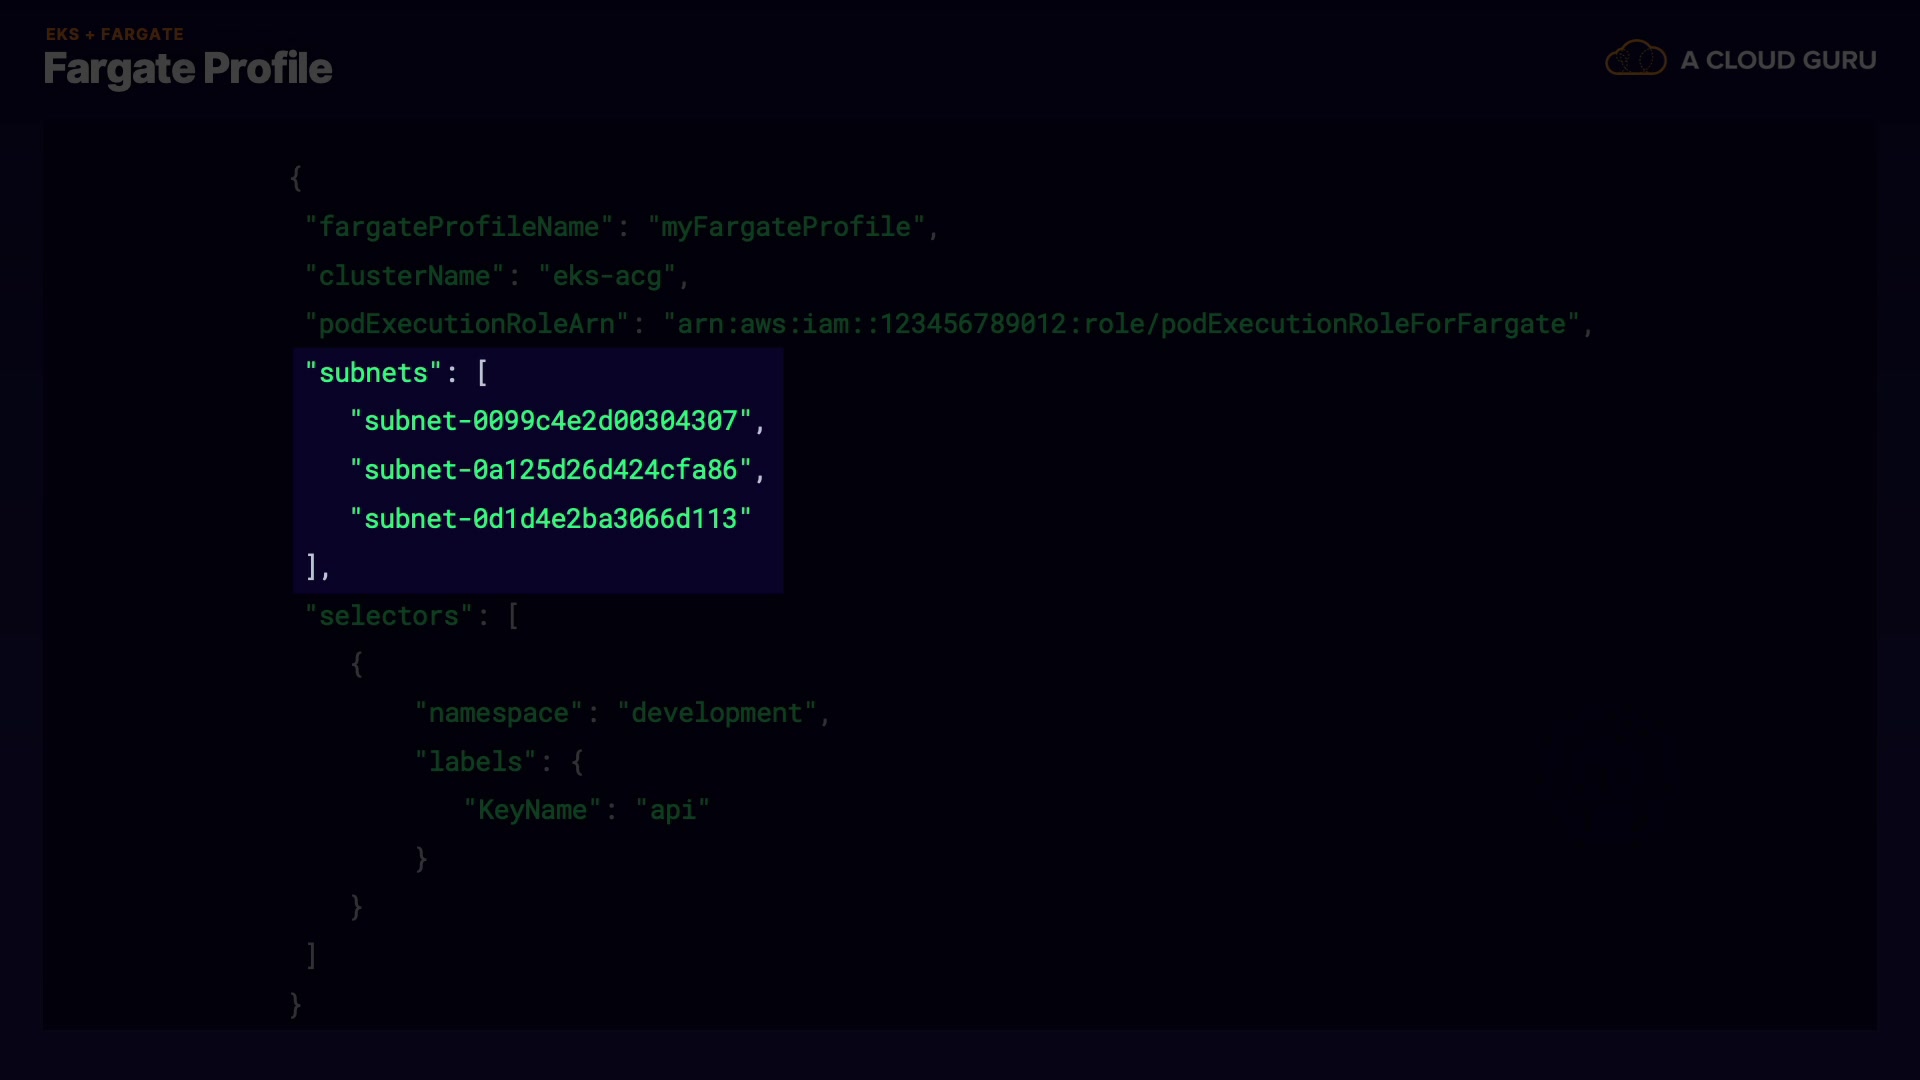 EKS + FARGATE
Fargate Profile
A CLOUD GURU
{
"fargateProfileName": "myFargateProfile",
"clusterName": "eks-acg",
"podExecutionRoleArn": "arn:aws:iam::123456789012:role/podExecutionRoleForFargate",
"subnets": [
"subnet-0099c4e2d00304307",
"subnet-0a125d26d424cfa86",
"subnet-0d1d4e2ba3066d113"
],
"selectors": [
{
"namespace": "development",
"labels": {
"KeyName": "api"
}
}
]
}